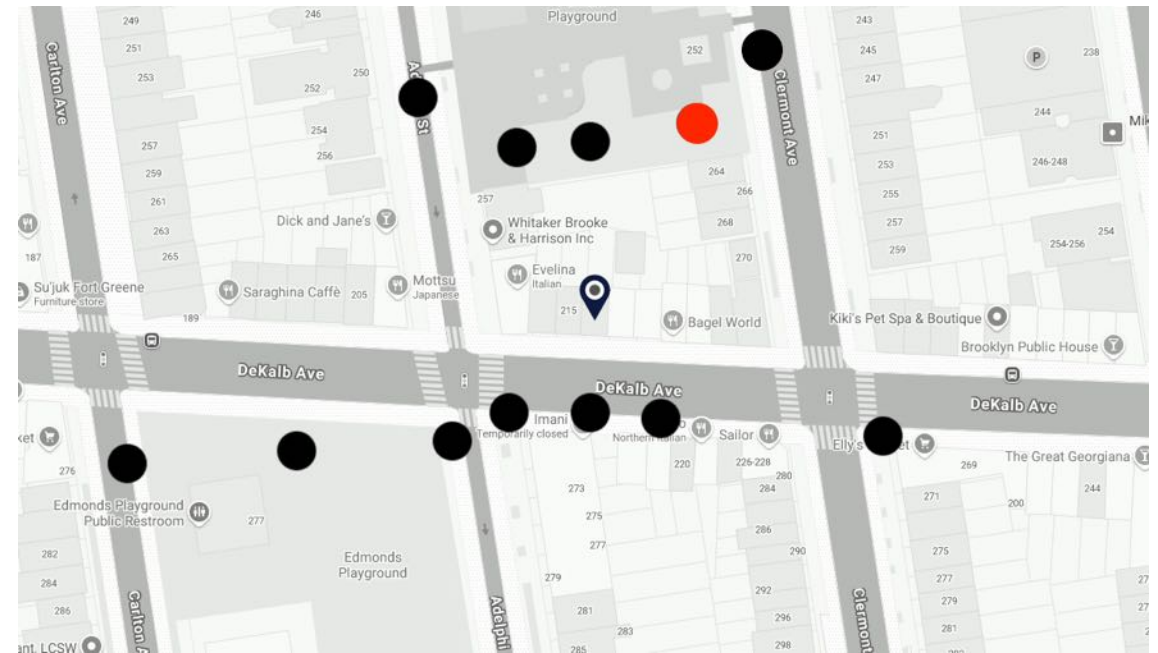 249
246
Playground
243
251
252
245
238
Carlton Ave
253
250
252
247
P
244
Clermont Ave
St
254
251
257
256
246-248
259
264
253
266
255
261
257
Dick and Jane's
Whitaker Brooke
& Harrison Inc
268
257
254
263
254-256
187
265
270
259
Evelina
Italian
Su'juk Fort Greene
Furniture store
Saraghina Caffè
205
Mottsu
Japanese
215
189
Bagel World
Kiki's Pet Spa & Boutique
Brooklyn Public House
DeKalb Ave
DeKalb Ave
DeKalb Ave
Imani
Temporarily closed
Northern Italian
Sailor
276
220
226-228
280
269
The Great Georgiana
273
284
271
200
244
Edmonds Playground
Public Restroom
277
275
286
282
Edmonds
Playground
277
290
275
284
279
292
277
286
281
296
279
283
281
298
285
Adelphi
Clermont
LCSW